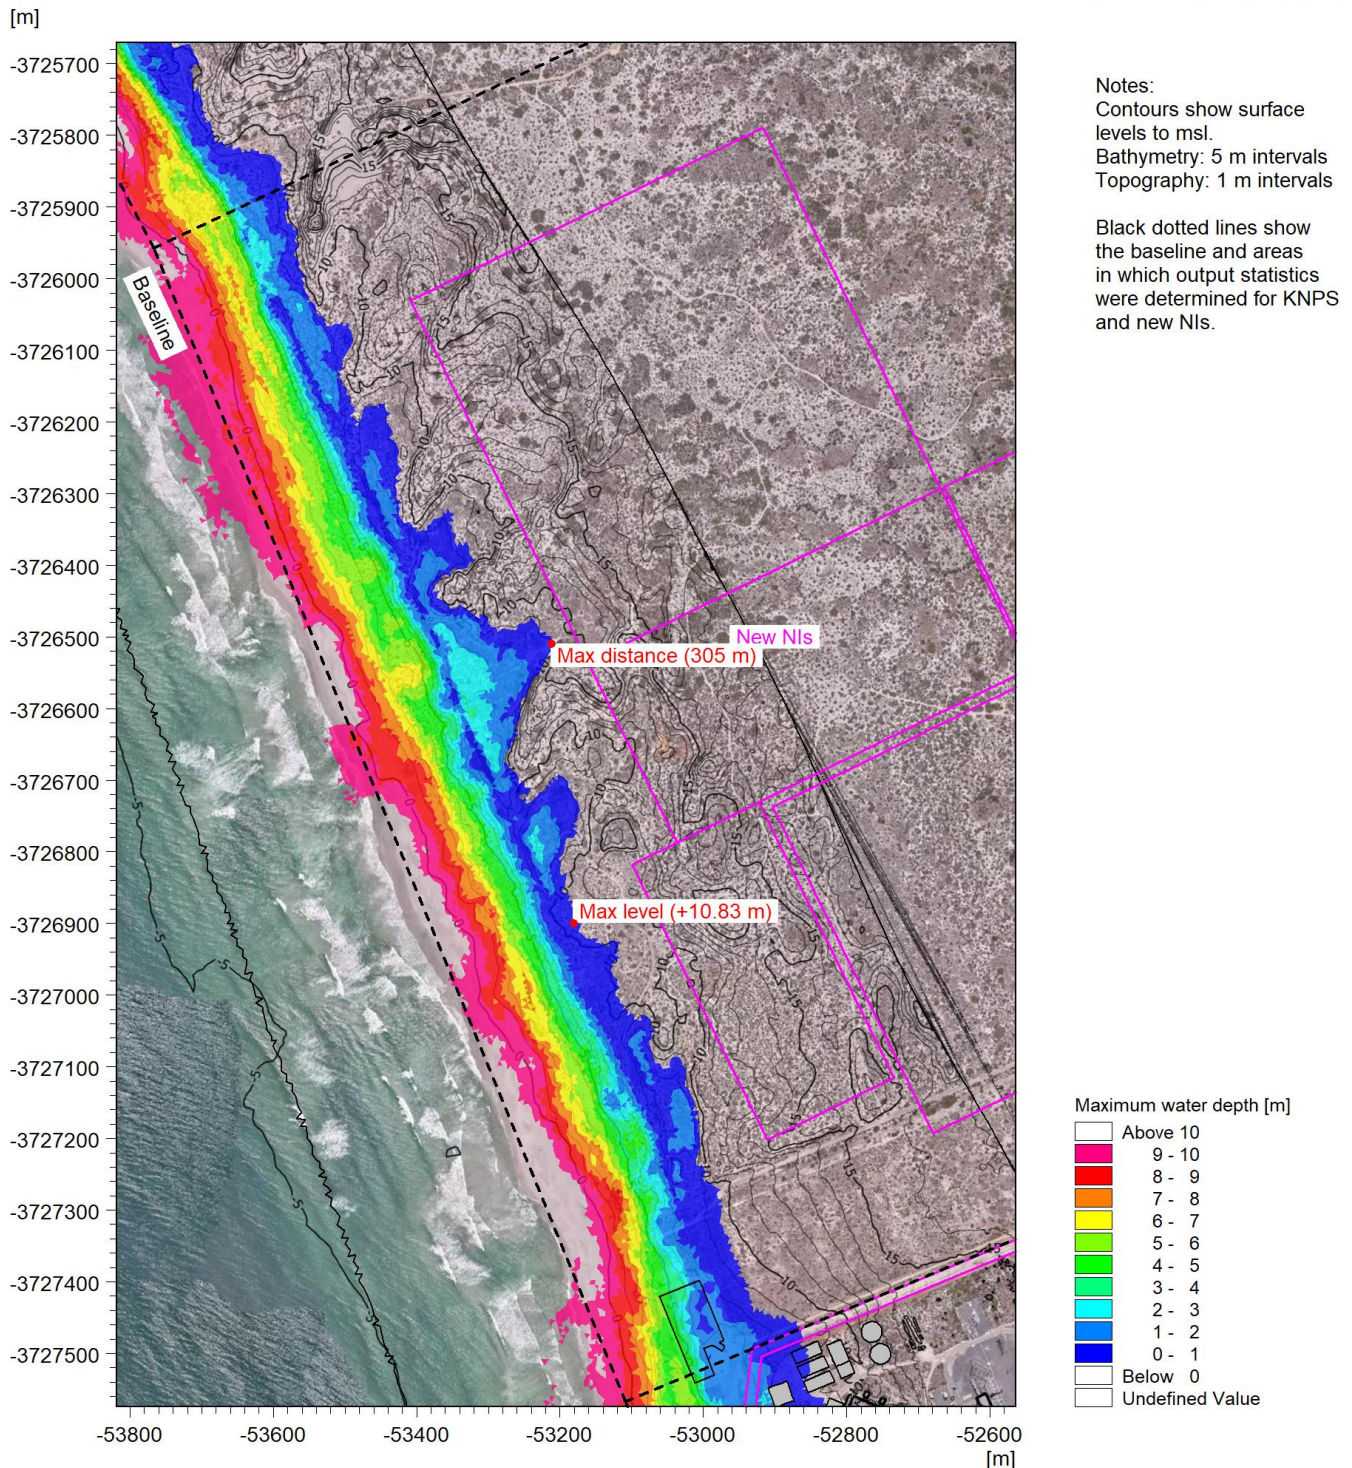 [m]
-3725700
-3725800
-3725900
-3726000
-3726100
-3726200
-3726300
-3726400
-3726500
-3726600
-3726700
-3726800
-3726900
-3727000
-3727100
-3727200
-3727300
-3727400
-3727500
-53800 -53600 -53400 -53200 -53000 -52800 -52600
[m]
Baseline
New NIs
Max distance (305 m)
Max level (+10.83 m)
Notes:
Contours show surface
levels to msl.
Bathymetry: 5 m intervals
Topography: 1 m intervals
Black dotted lines show
the baseline and areas
in which output statistics
were determined for KNPS
and new NIs.
Maximum water depth [m]
Above 10
9 - 10
8 - 9
7 - 8
6 - 7
5 - 6
4 - 5
3 - 4
2 - 3
1 - 2
0 - 1
Below 0
Undefined Value